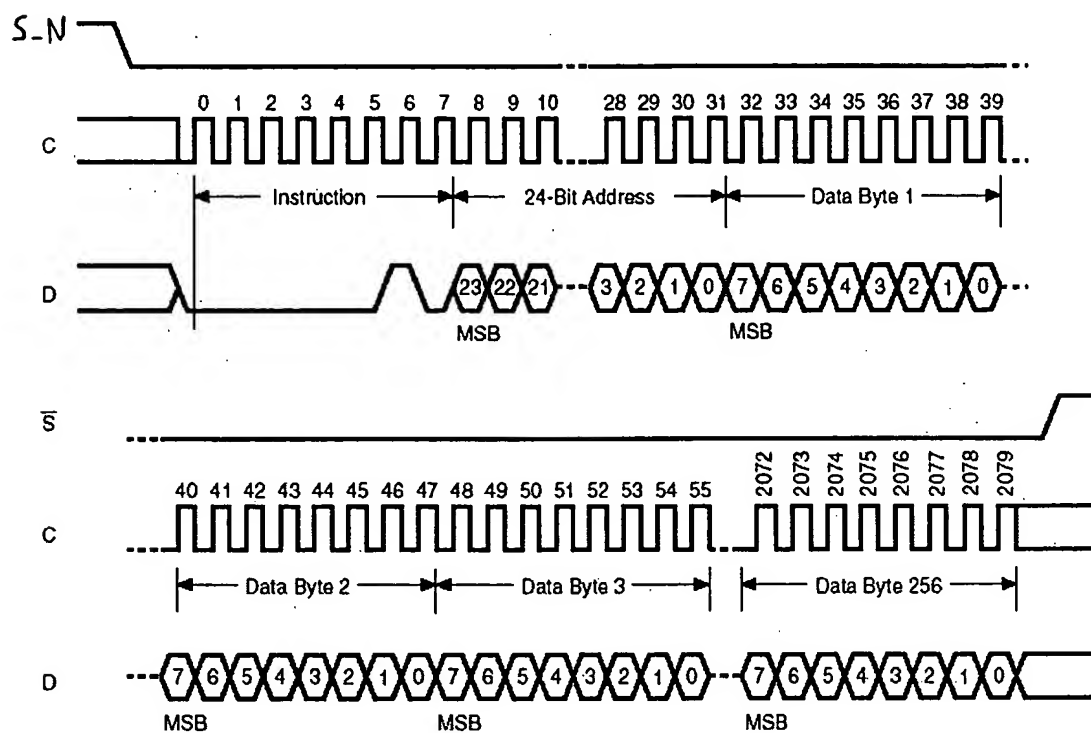 S_N
0 1 2 3 4 5 6 7 8 9 10 28 29 30 31 32 33 34 35 36 37 38 39
C
Instruction 24-Bit Address Data Byte 1
D 23 22 21 3 2 1 0 7 6 5 4 3 2 1 0
MSB MSB
S̅
40 41 42 43 44 45 46 47 48 49 50 51 52 53 54 55 2072 2073 2074 2075 2076 2077 2078 2079
C
Data Byte 2 Data Byte 3 Data Byte 256
D 7 6 5 4 3 2 1 0 7 6 5 4 3 2 1 0 7 6 5 4 3 2 1 0
MSB MSB MSB